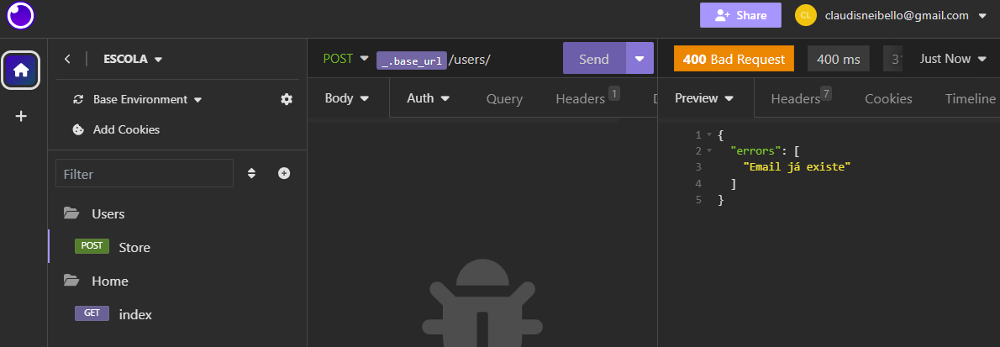 Share
CL
claudisneibello@gmail.com
ESCOLA
Base Environment
Add Cookies
Filter
Users
POST Store
Home
GET index
POST _.base_url /users/ Send
Body Auth Query Headers 1
400 Bad Request 400 ms Just Now
Preview Headers 7 Cookies Timeline
1 {
2 "errors": [
3 "Email já existe"
4 ]
5 }